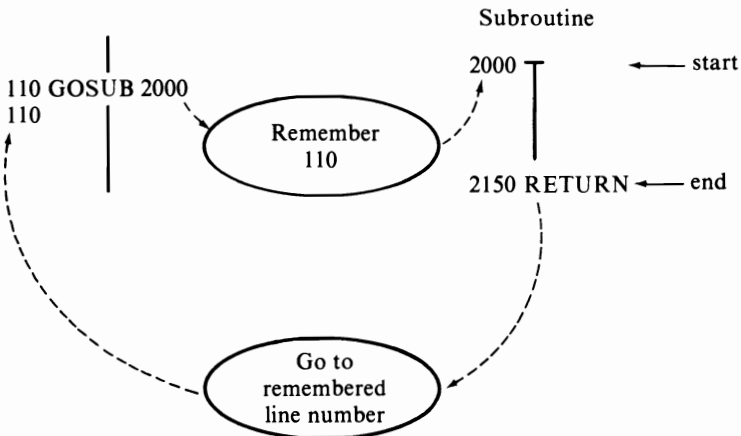 Subroutine
2000
start
110 GOSUB 2000
110
Remember
110
2150 RETURN
end
Go to
remembered
line number